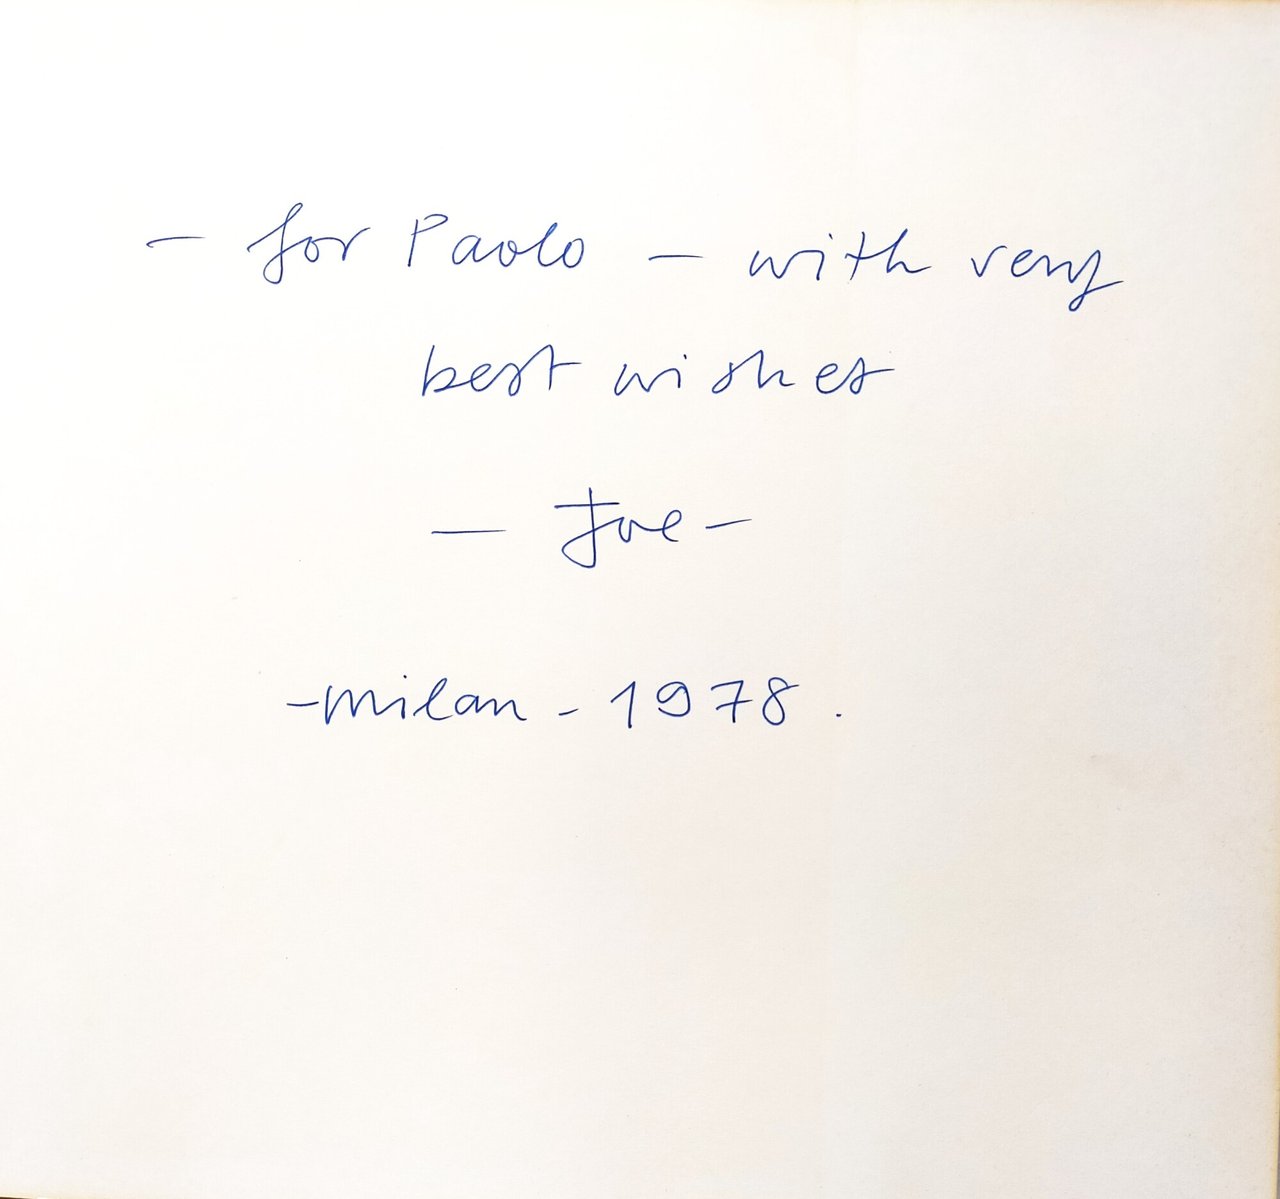 — for Paolo — with very
best wishes
— Joe —
- milan - 1978 .